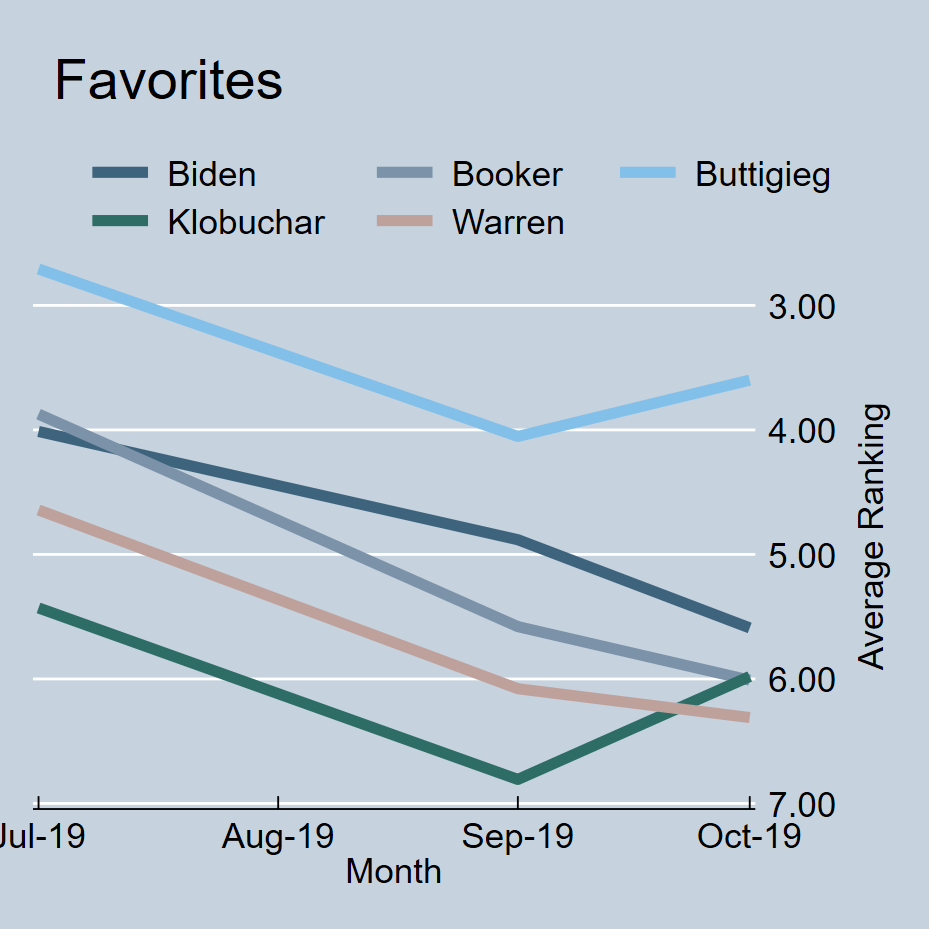 Favorites
Biden Booker Buttigieg
Klobuchar Warren
3.00
4.00
5.00
6.00
7.00
Average Ranking
Jul-19 Aug-19 Sep-19 Oct-19
Month